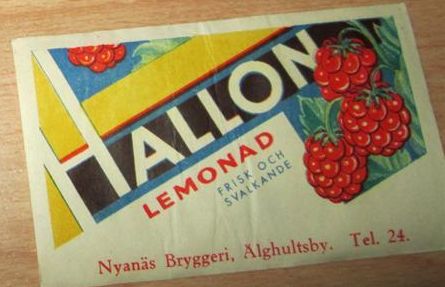 HALLON
LEMONAD
FRISK OCH
SVALKANDE
Nyanäs Bryggeri, Älghultsby. Tel. 24.